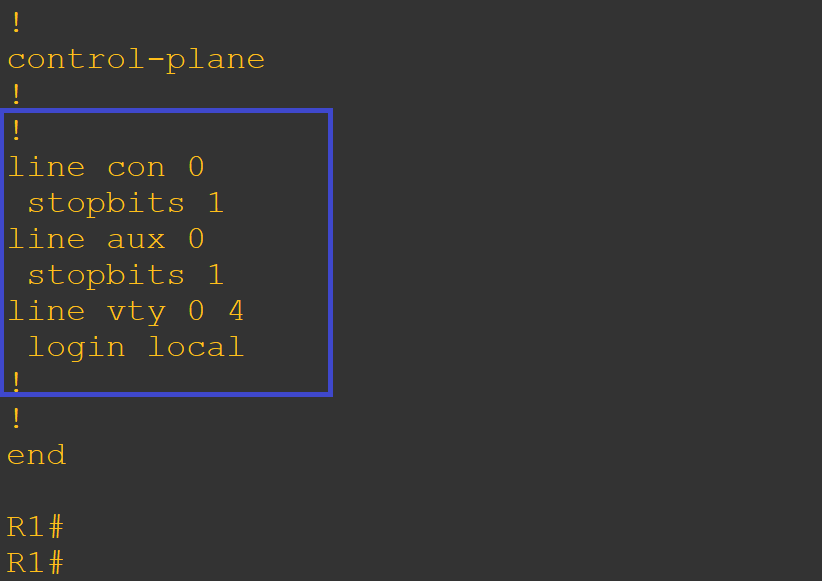 !
control-plane
!
!
line con 0
 stopbits 1
line aux 0
 stopbits 1
line vty 0 4
 login local
!
!
end

R1#
R1#